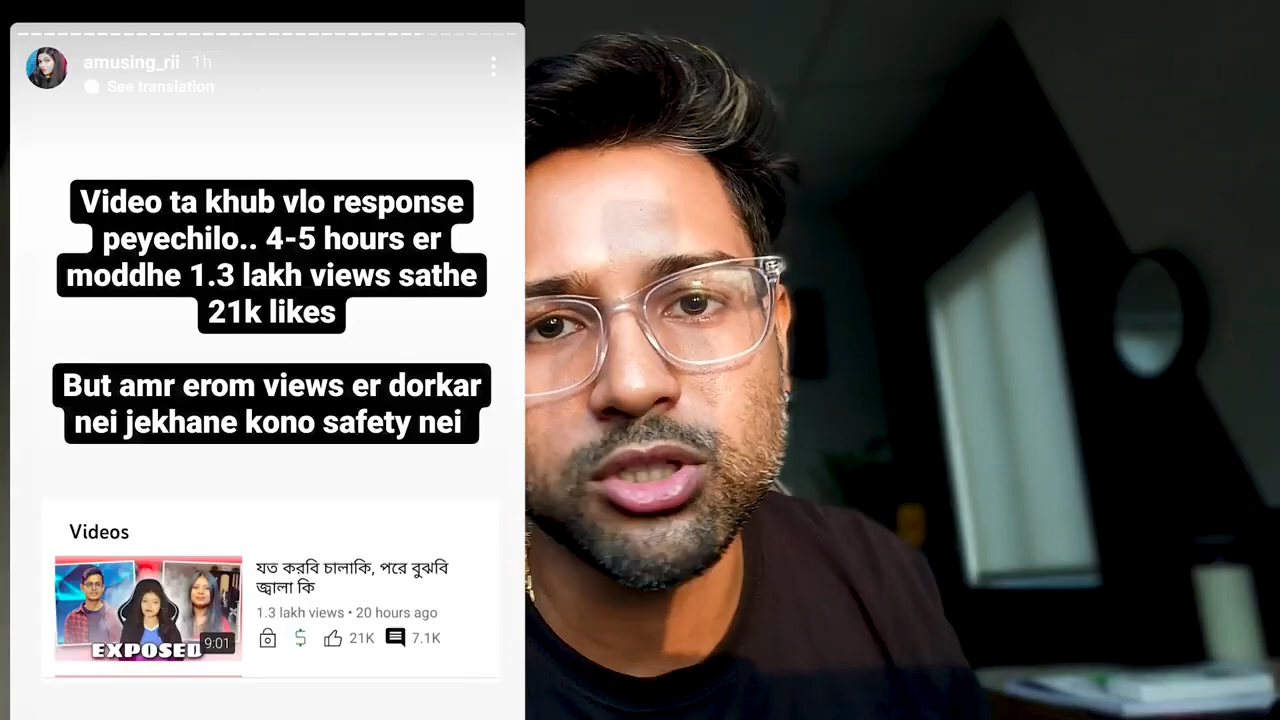 amusing_rii 1h
See translation
Video ta khub vlo response
peyechilo.. 4-5 hours er
moddhe 1.3 lakh views sathe
21k likes
But amr erom views er dorkar
nei jekhane kono safety nei
Videos
যত করবি চালাকি, পরে বুঝবি
জ্বালা কি
1.3 lakh views • 20 hours ago
21K 7.1K
EXPOSED
9:01